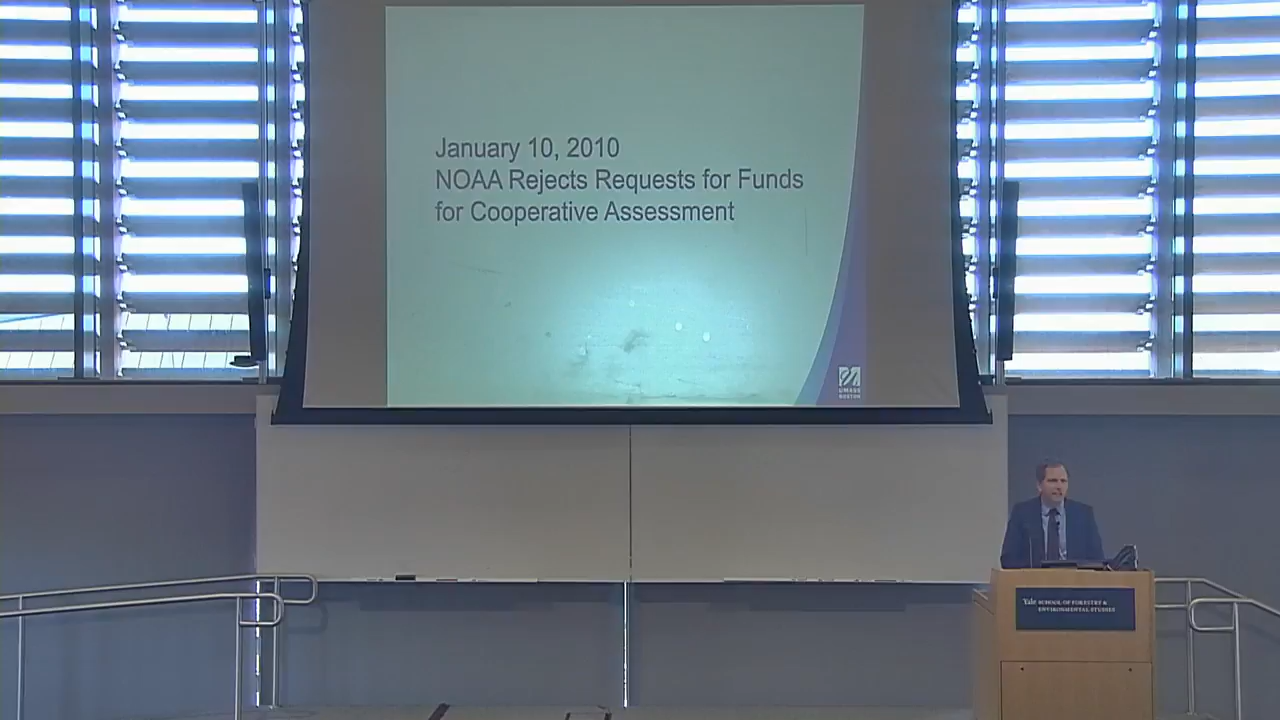 January 10, 2010
NOAA Rejects Requests for Funds
for Cooperative Assessment
UMASS
BOSTON
Yale SCHOOL OF FORESTRY &
ENVIRONMENTAL STUDIES